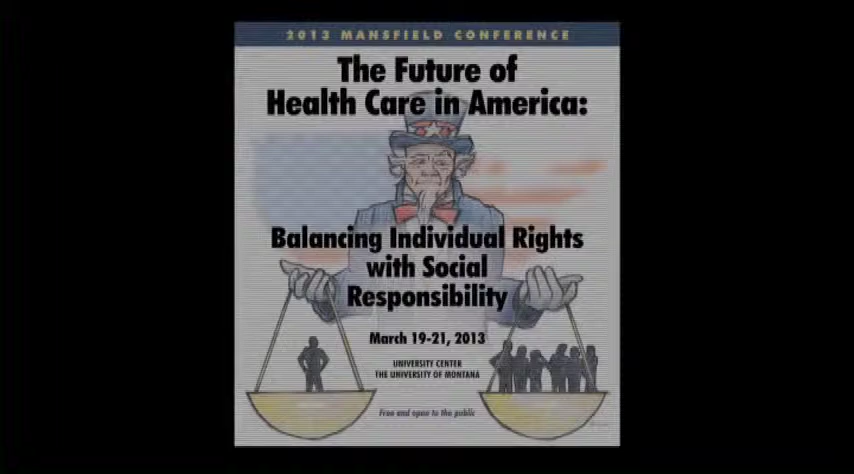 2013 MANSFIELD CONFERENCE
The Future of
Health Care in America:
Balancing Individual Rights
with Social
Responsibility
March 19-21, 2013
UNIVERSITY CENTER
THE UNIVERSITY OF MONTANA
Free and open to the public